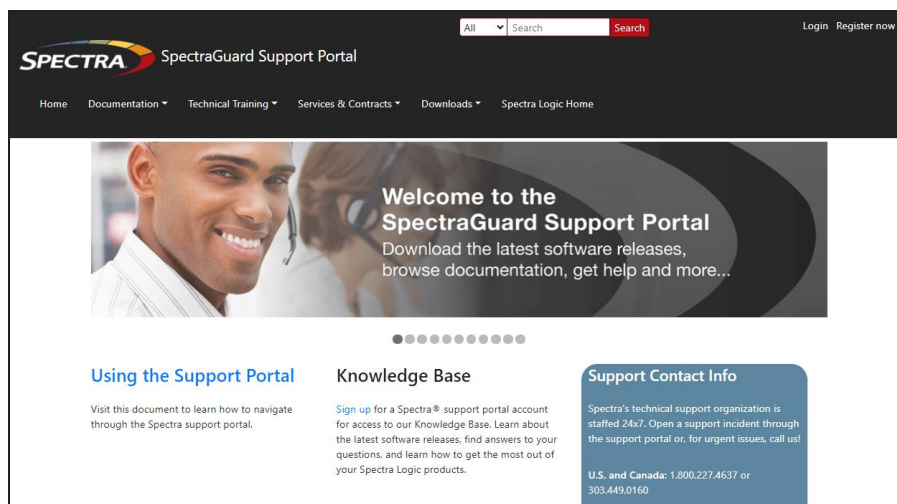 All Search Search Login Register now
SPECTRA SpectraGuard Support Portal
Home Documentation Technical Training Services & Contracts Downloads Spectra Logic Home
Welcome to the
SpectraGuard Support Portal
Download the latest software releases,
browse documentation, get help and more...
Using the Support Portal
Visit this document to learn how to navigate
through the Spectra support portal.
Knowledge Base
Sign up for a Spectra® support portal account
for access to our Knowledge Base. Learn about
the latest software releases, find answers to your
questions, and learn how to get the most out of
your Spectra Logic products.
Support Contact Info
Spectra's technical support organization is
staffed 24x7. Open a support incident through
the support portal or, for urgent issues, call us!
U.S. and Canada: 1.800.227.4637 or
303.449.0160